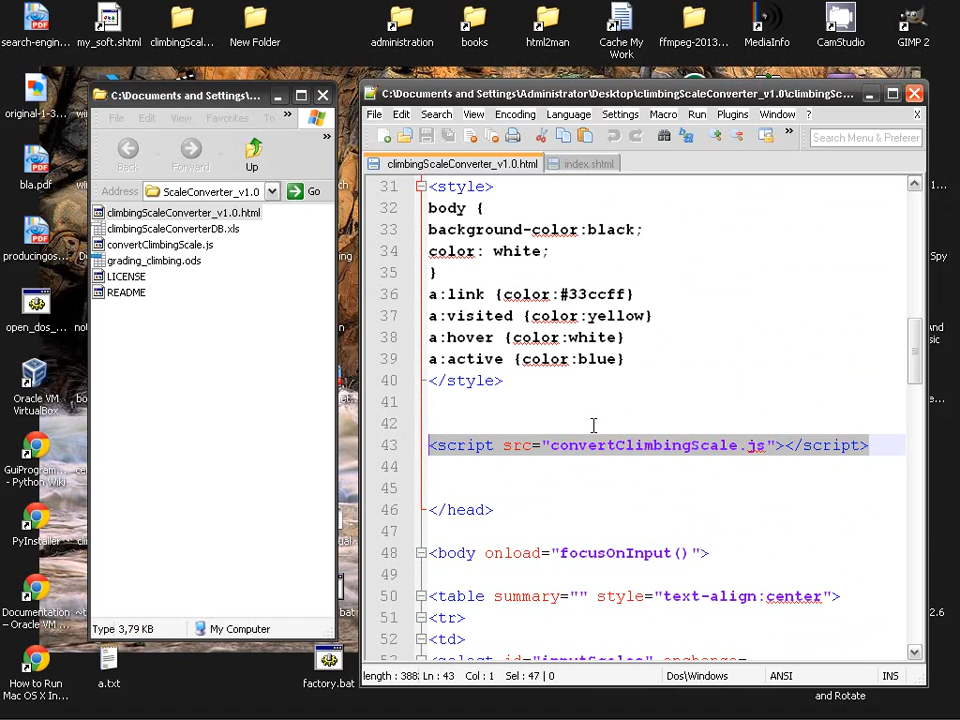 search-engin...
my_soft.shtml
climbingScal...
New Folder
administration
books
html2man
Cache My Work
ffmpeg-2013...
MediaInfo
CamStudio
GIMP 2
original-1-3...
bla.pdf
producingos...
open_dos_...
Oracle VM VirtualBox
GuiProgram... - Python Wiki
PyInstaller
Documentation – Oracle VM...
How to Run Mac OS X In...
a.txt
factory.bat
and Rotate
C:\Documents and Settings\...
File Edit View Favorites To »
Back Forward Up
Address ScaleConverter_v1.0 Go
climbingScaleConverter_v1.0.html
climbingScaleConverterDB.xls
convertClimbingScale.js
grading_climbing.ods
LICENSE
README
Type 3,79 KB My Computer
C:\Documents and Settings\Administrator\Desktop\climbingScaleConverter_v1.0\climbingSc...
File Edit Search View Encoding Language Settings Macro Run Plugins Window ? X
» Search Menu & Preferen
climbingScaleConverter_v1.0.html index.shtml
31 <style>
32 body {
33 background-color:black;
34 color: white;
35 }
36 a:link {color:#33ccff}
37 a:visited {color:yellow}
38 a:hover {color:white}
39 a:active {color:blue}
40 </style>
41
42
43 <script src="convertClimbingScale.js"></script>
44
45
46 </head>
47
48 <body onload="focusOnInput()">
49
50 <table summary="" style="text-align:center">
51 <tr>
52 <td>
<select id="inputScales" onchange=
length : 388; Ln : 43 Col : 1 Sel : 47 | 0 Dos\Windows ANSI INS